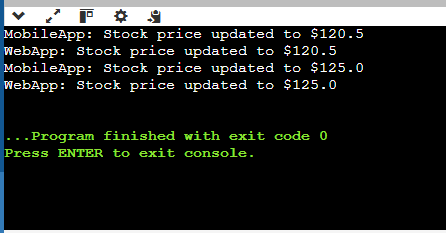 MobileApp: Stock price updated to $120.5
WebApp: Stock price updated to $120.5
MobileApp: Stock price updated to $125.0
WebApp: Stock price updated to $125.0
...Program finished with exit code 0
Press ENTER to exit console.